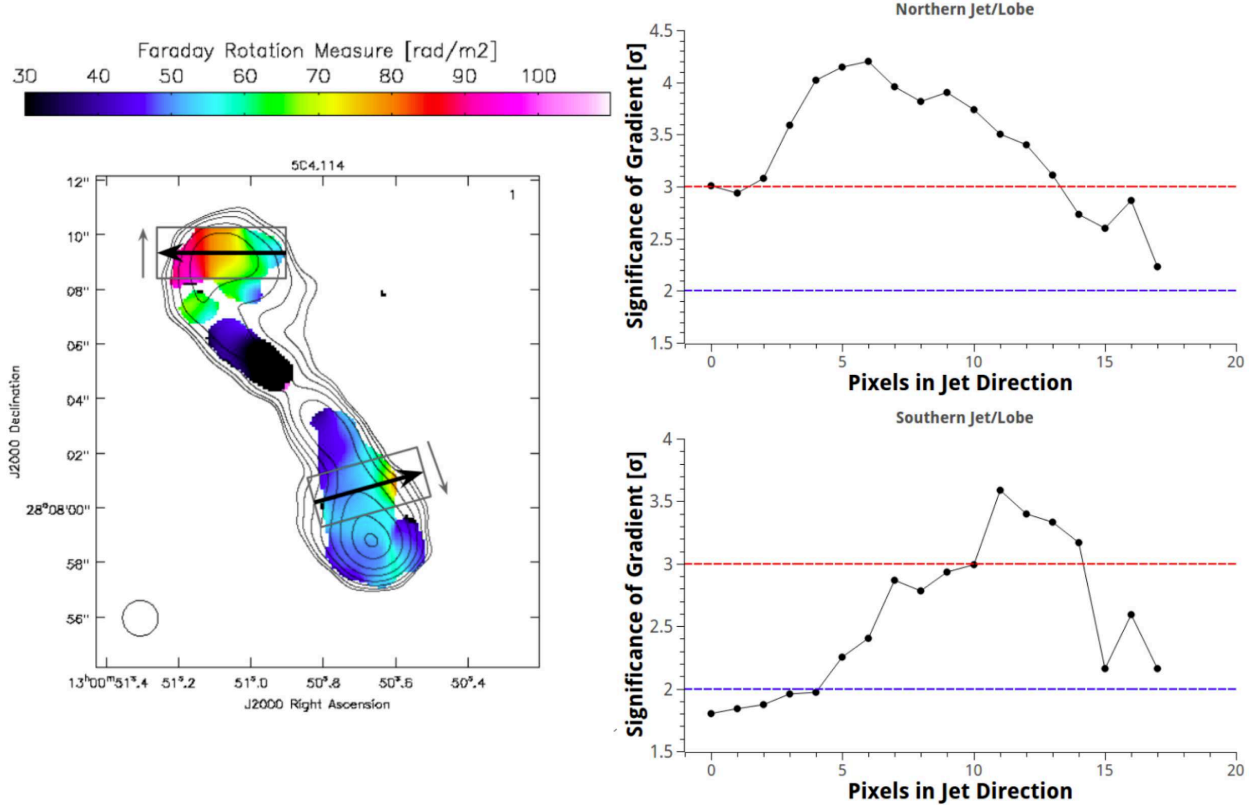 Faraday Rotation Measure [rad/m2]
30 40 50 60 70 80 90 100
5C4.114
1
12"
10"
08"
06"
04"
02"
28°08'00"
58"
56"
J2000 Declination
13ʰ00ᵐ51ˢ.4 51ˢ.2 51ˢ.0 50ˢ.8 50ˢ.6 50ˢ.4
J2000 Right Ascension
Northern Jet/Lobe
Significance of Gradient [σ]
4.5
4
3.5
3
2.5
2
1.5
0 5 10 15 20
Pixels in Jet Direction
Southern Jet/Lobe
Significance of Gradient [σ]
4
3.5
3
2.5
2
1.5
0 5 10 15 20
Pixels in Jet Direction